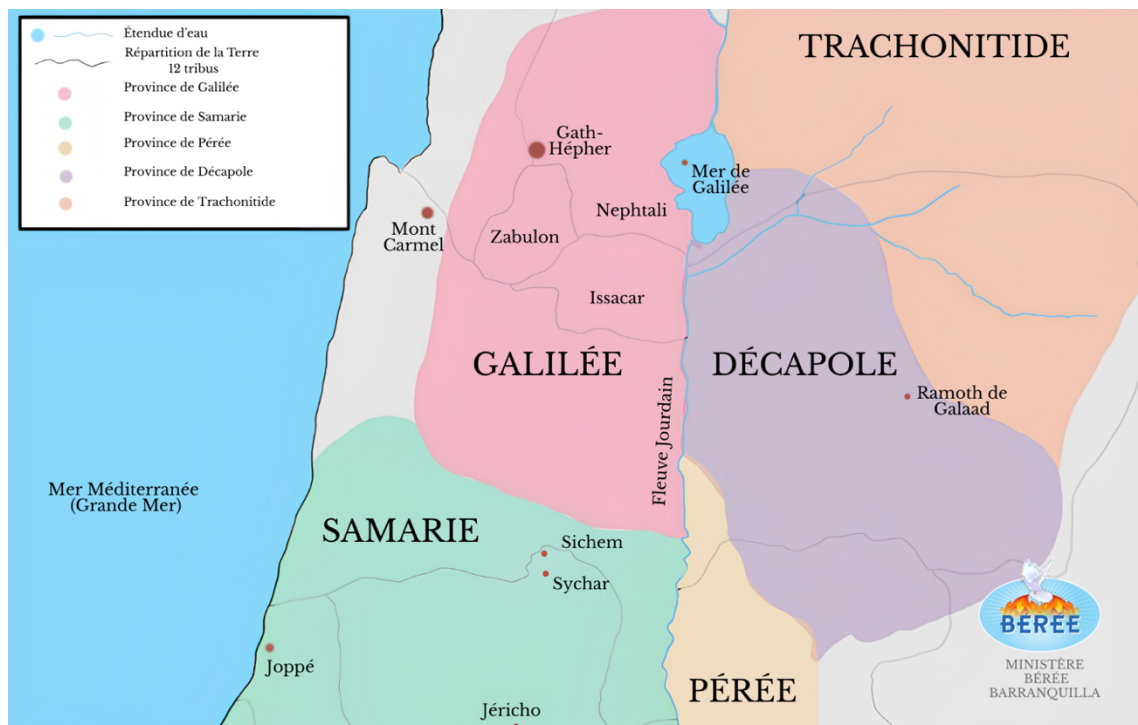 Étendue d'eau
Répartition de la Terre
12 tribus
Province de Galilée
Province de Samarie
Province de Pérée
Province de Décapole
Province de Trachonitide
TRACHONITIDE
Gath-
Hépher
Mer de
Galilée
Nephtali
Mont
Carmel
Zabulon
Issacar
GALILÉE
DÉCAPOLE
Ramoth de
Galaad
Fleuve Jourdain
Mer Méditerranée
(Grande Mer)
SAMARIE
Sichem
Sychar
BÉRÉE
MINISTÈRE
BÉRÉE
BARRANQUILLA
Joppé
PÉRÉE
Jéricho